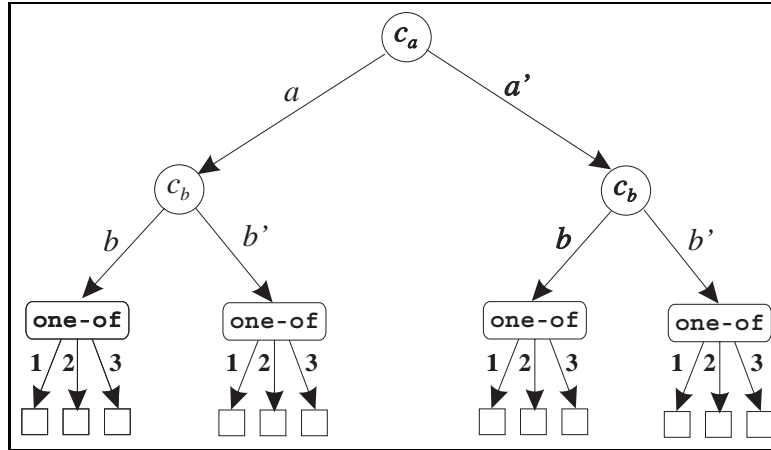 c_a
a a'
c_b c_b
b b' b b'
one-of one-of one-of one-of
1 2 3 1 2 3 1 2 3 1 2 3